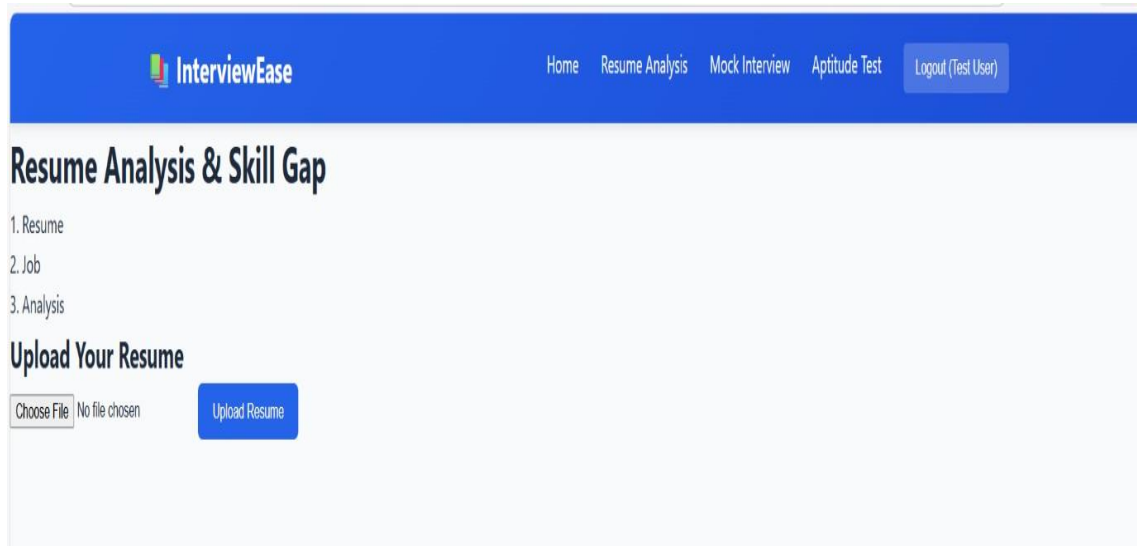 InterviewEase
Home Resume Analysis Mock Interview Aptitude Test Logout (Test User)
Resume Analysis & Skill Gap
1. Resume
2. Job
3. Analysis
Upload Your Resume
Choose File No file chosen Upload Resume